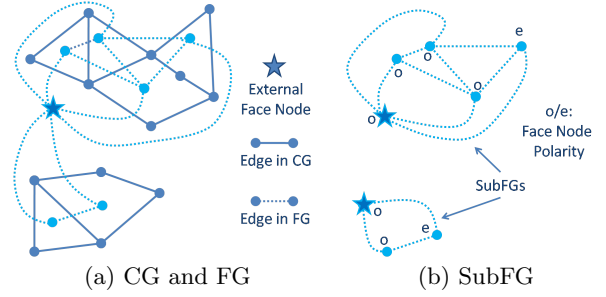 External
Face Node
Edge in CG
Edge in FG
(a) CG and FG
e
o
o
o
o
o/e:
Face Node
Polarity
SubFGs
o
e
o
(b) SubFG